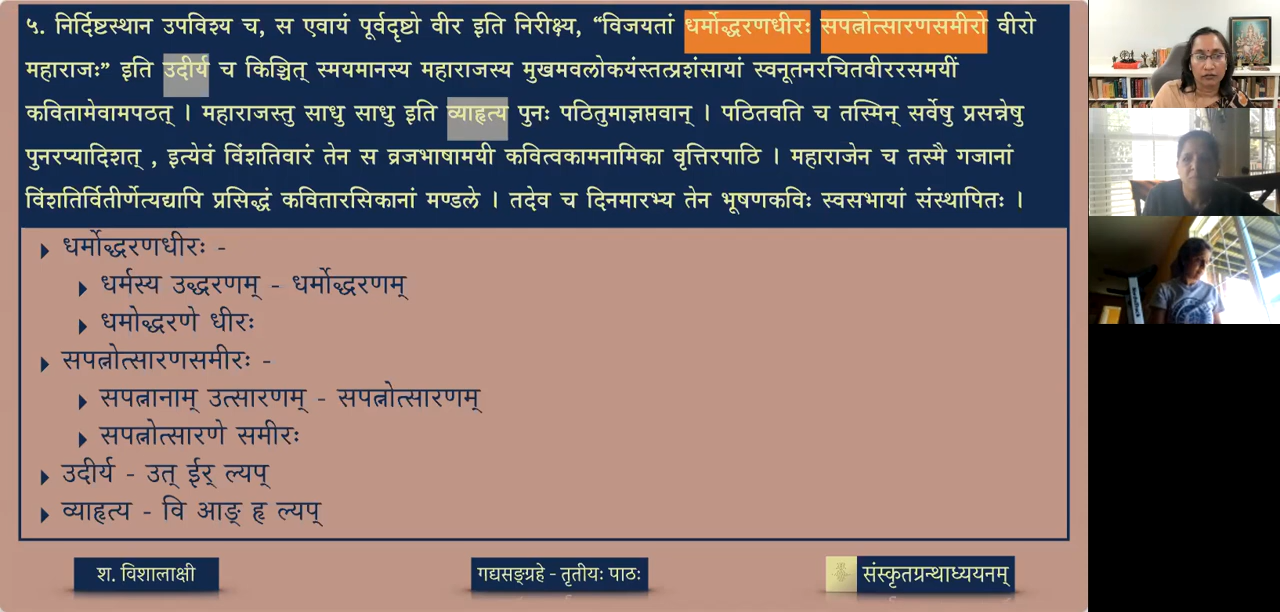 ५. निर्दिष्टस्थान उपविश्य च, स एवायं पूर्वदृष्टो वीर इति निरीक्ष्य, “विजयतां धर्मोद्धरणधीरः सपत्नोत्सारणसमीरो वीरो
महाराजः” इति उदीर्य च किञ्चित् स्मयमानस्य महाराजस्य मुखमवलोकयंस्तत्प्रशंसायां स्वनूतनरचितवीररसमयीं
कवितामेवामपठत् । महाराजस्तु साधु साधु इति व्याहृत्य पुनः पठितुमाज्ञप्तवान् । पठितवति च तस्मिन् सर्वेषु प्रसन्नेषु
पुनरप्यादिशत् , इत्येवं विंशतिवारं तेन स व्रजभाषामयी कवित्वकामनामिका वृत्तिरपाठि । महाराजेन च तस्मै गजानां
विंशतिर्वितीर्णेत्यद्यापि प्रसिद्धं कवितारसिकानां मण्डले । तदेव च दिनमारभ्य तेन भूषणकविः स्वसभायां संस्थापितः ।
धर्मोद्धरणधीरः -
धर्मस्य उद्धरणम् - धर्मोद्धरणम्
धमोद्धरणे धीरः
सपत्नोत्सारणसमीरः -
सपत्नानाम् उत्सारणम् - सपत्नोत्सारणम्
सपत्नोत्सारणे समीरः
उदीर्य - उत् ईर् ल्यप्
व्याहृत्य - वि आङ् हृ ल्यप्
श. विशालाक्षी
गद्यसङ्ग्रहे - तृतीयः पाठः
संस्कृतग्रन्थाध्ययनम्